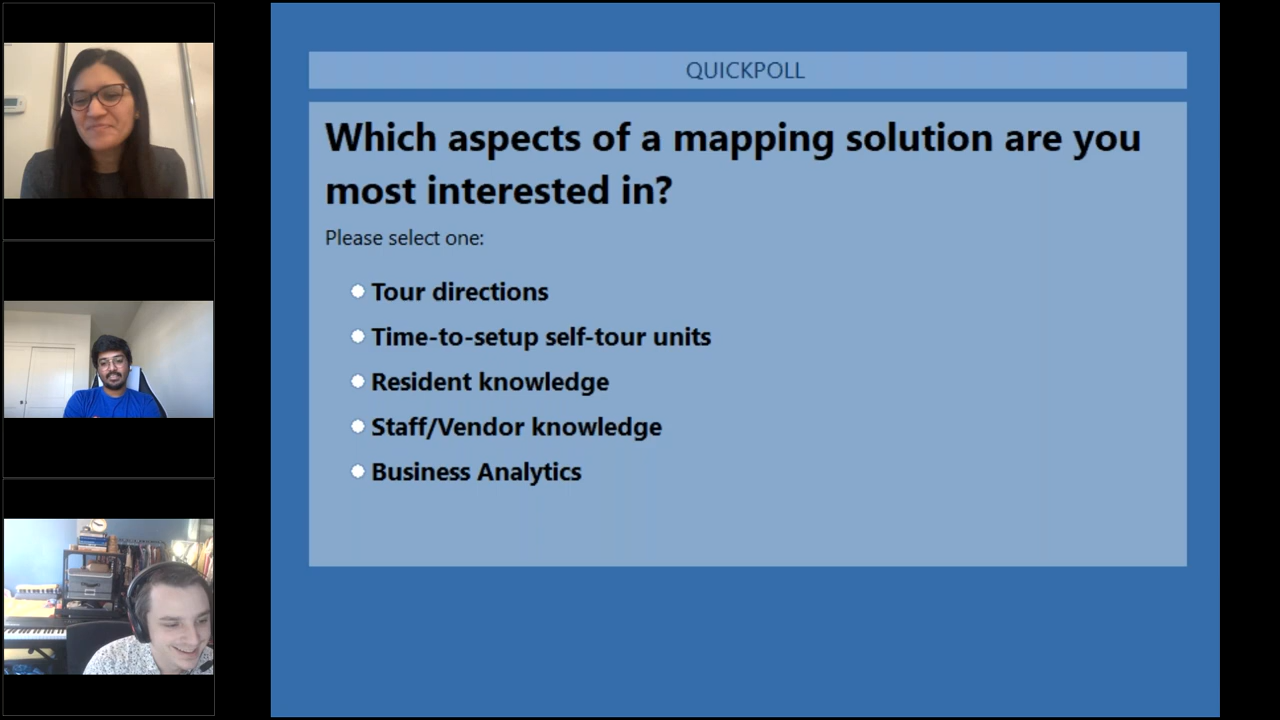 QUICKPOLL
Which aspects of a mapping solution are you
most interested in?
Please select one:
Tour directions
Time-to-setup self-tour units
Resident knowledge
Staff/Vendor knowledge
Business Analytics